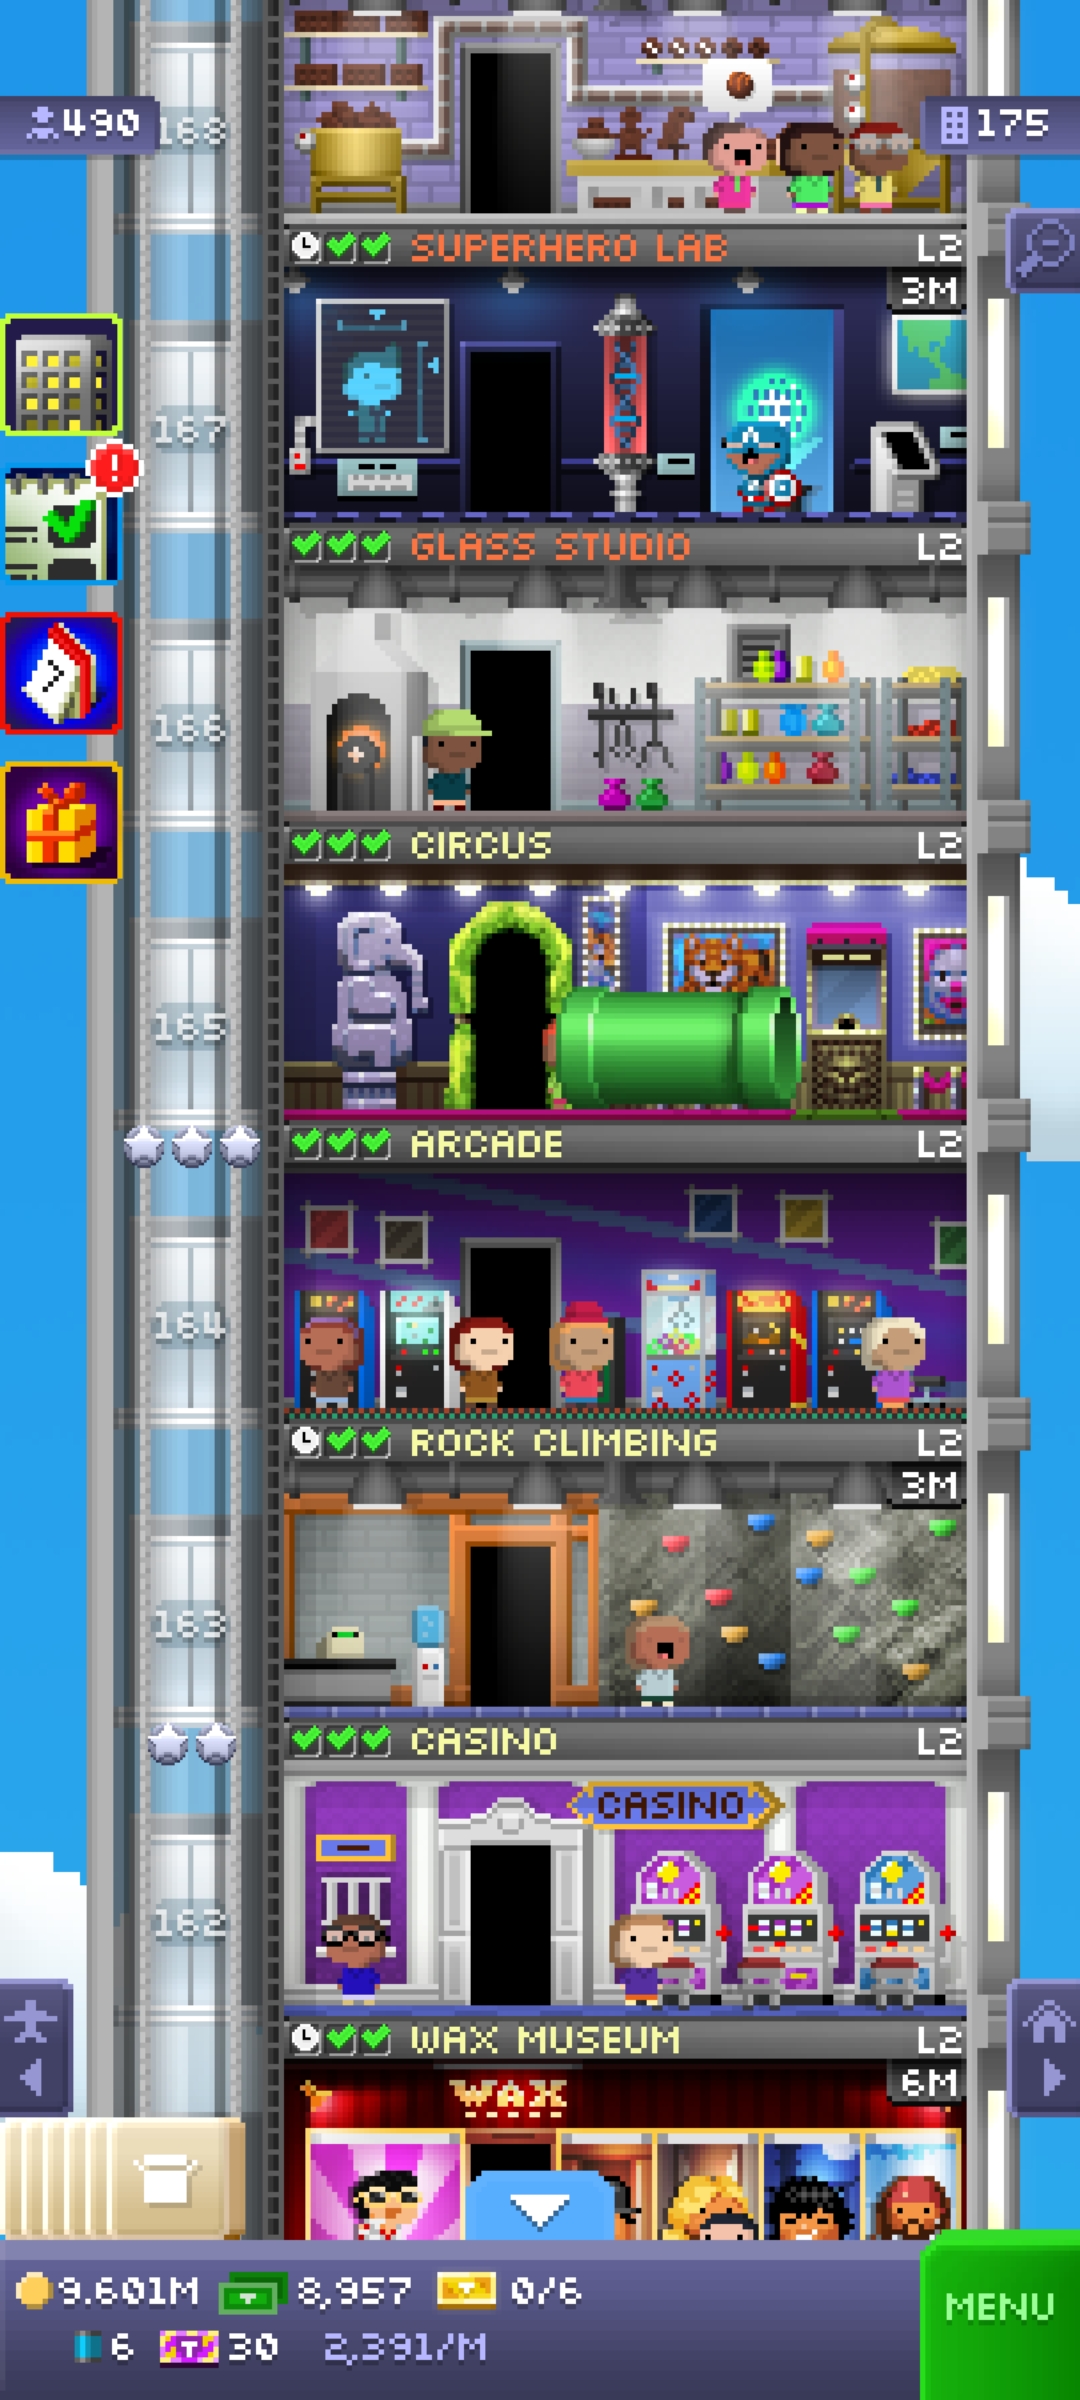 490
168
175
SUPERHERO LAB
L2
3M
167
GLASS STUDIO
L2
166
CIRCUS
L2
165
ARCADE
L2
164
ROCK CLIMBING
L2
3M
163
CASINO
L2
CASINO
162
WAX MUSEUM
L2
6M
WAX
9.601M
8,957
0/6
6
T
30
2,391/M
MENU